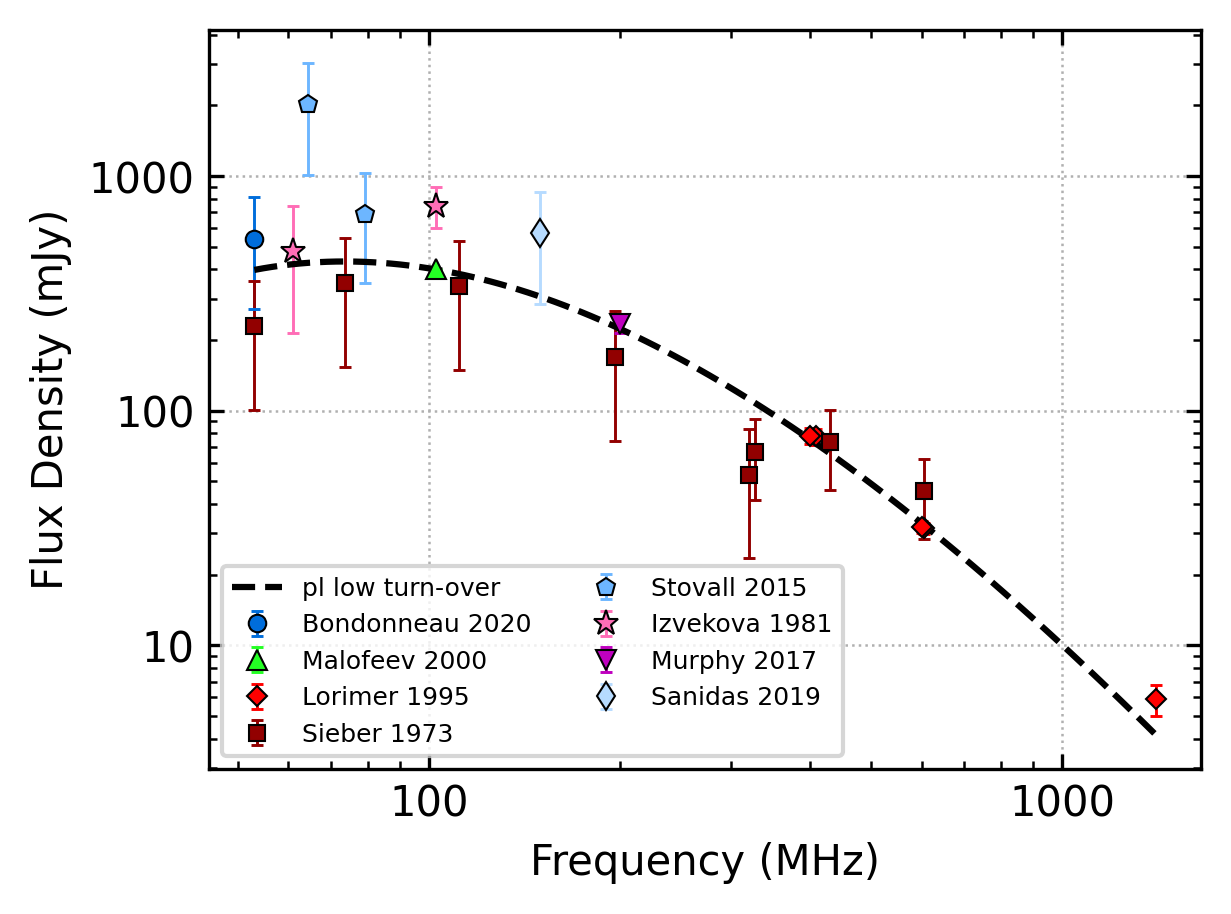 Flux Density (mJy)
1000
100
10
pl low turn-over
Bondonneau 2020
Malofeev 2000
Lorimer 1995
Sieber 1973
Stovall 2015
Izvekova 1981
Murphy 2017
Sanidas 2019
100
1000
Frequency (MHz)